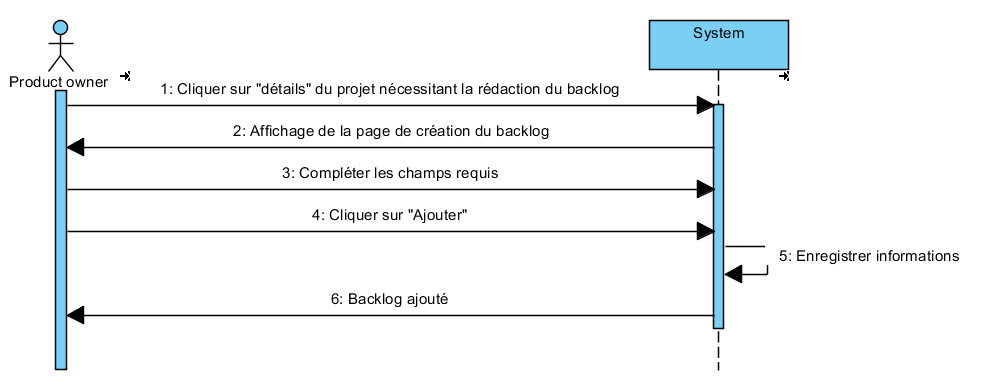 System
Product owner
1: Cliquer sur "détails" du projet nécessitant la rédaction du backlog
2: Affichage de la page de création du backlog
3: Compléter les champs requis
4: Cliquer sur "Ajouter"
5: Enregistrer informations
6: Backlog ajouté